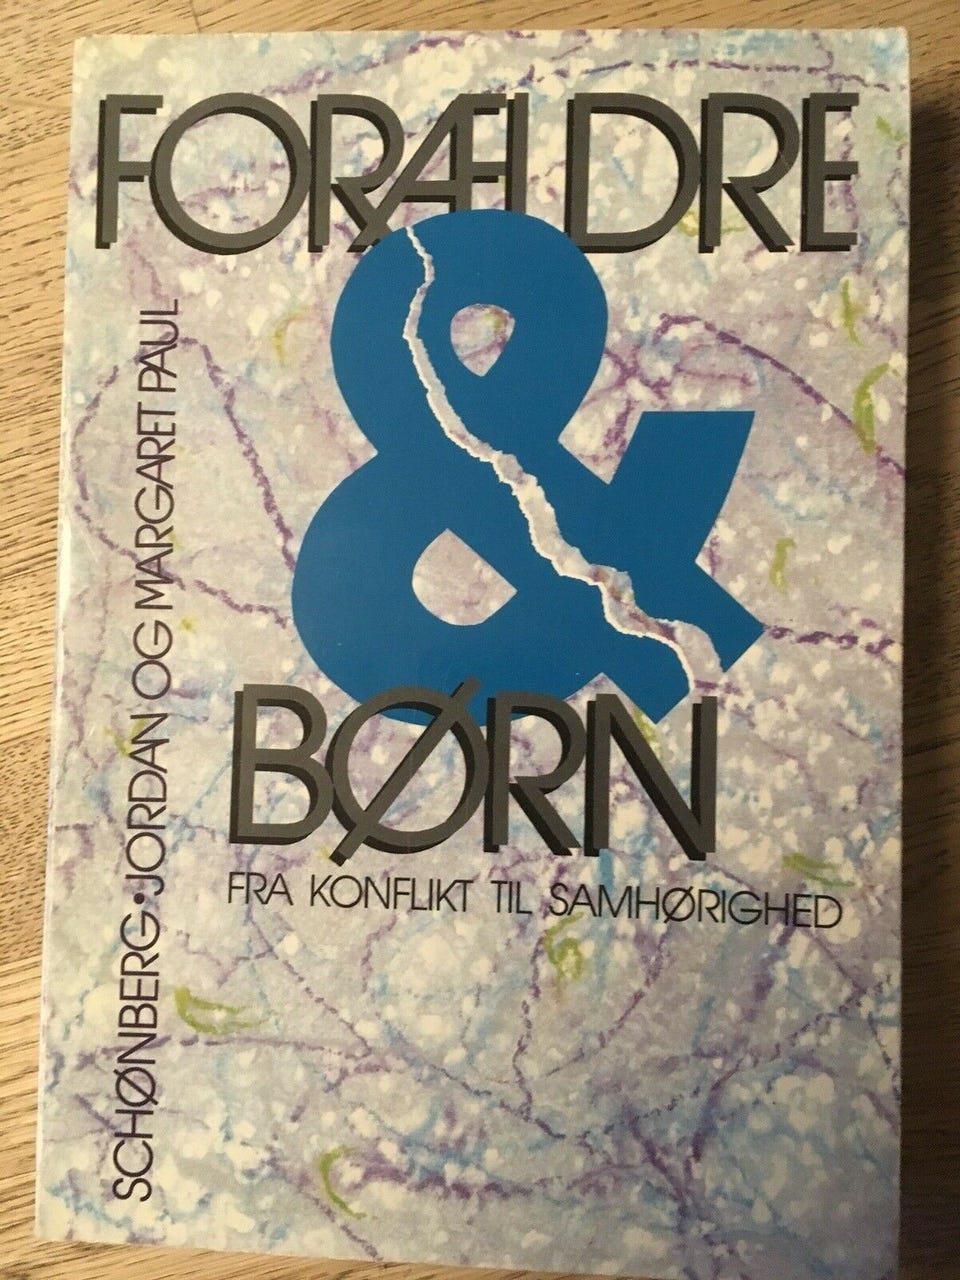 FORÆLDRE
&
BØRN
FRA KONFLIKT TIL SAMHØRIGHED
SCHØNBERG•JORDAN OG MARGARET PAUL